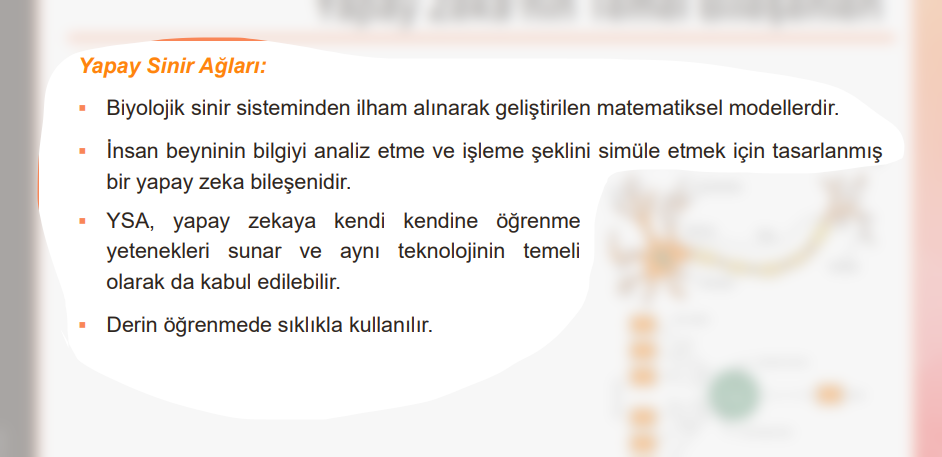 Yapay Sinir Ağları:
Biyolojik sinir sisteminden ilham alınarak geliştirilen matematiksel modellerdir.
İnsan beyninin bilgiyi analiz etme ve işleme şeklini simüle etmek için tasarlanmış
bir yapay zeka bileşenidir.
YSA, yapay zekaya kendi kendine öğrenme
yetenekleri sunar ve aynı teknolojinin temeli
olarak da kabul edilebilir.
Derin öğrenmede sıklıkla kullanılır.